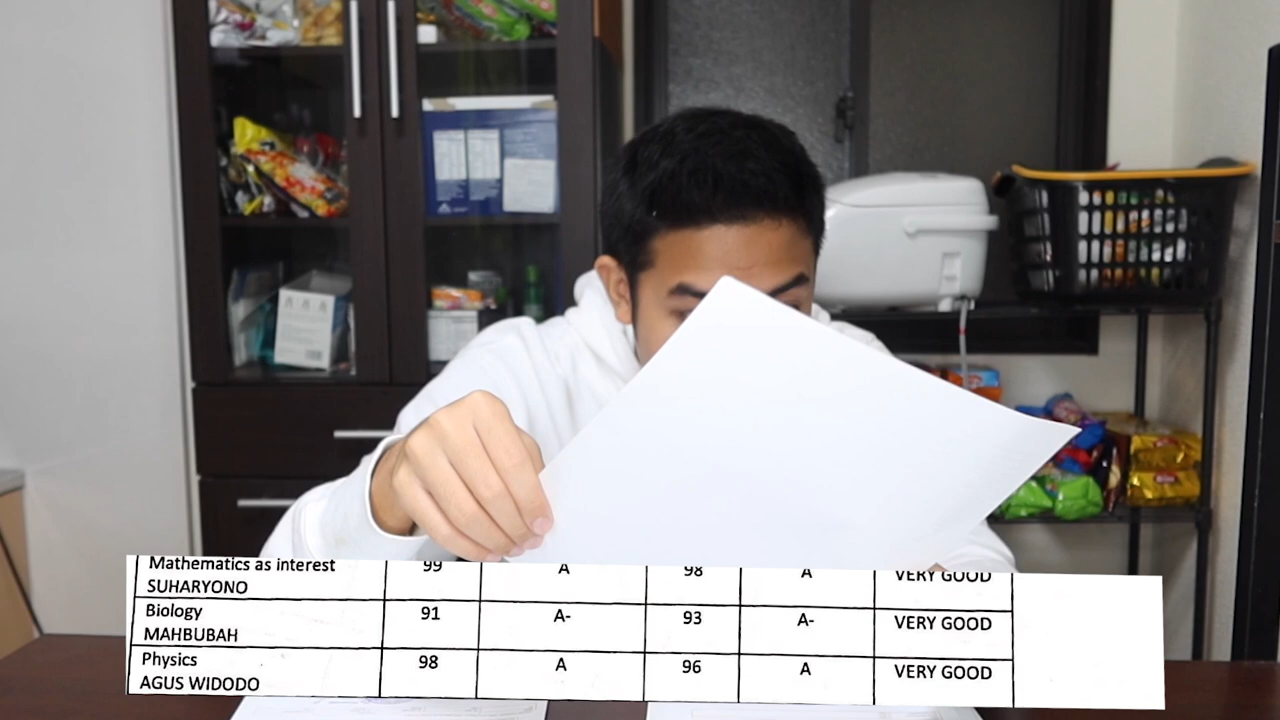 Mathematics as interest
SUHARYONO
99
A
98
A
VERY GOOD
Biology
MAHBUBAH
91
A-
93
A-
VERY GOOD
Physics
AGUS WIDODO
98
A
96
A
VERY GOOD